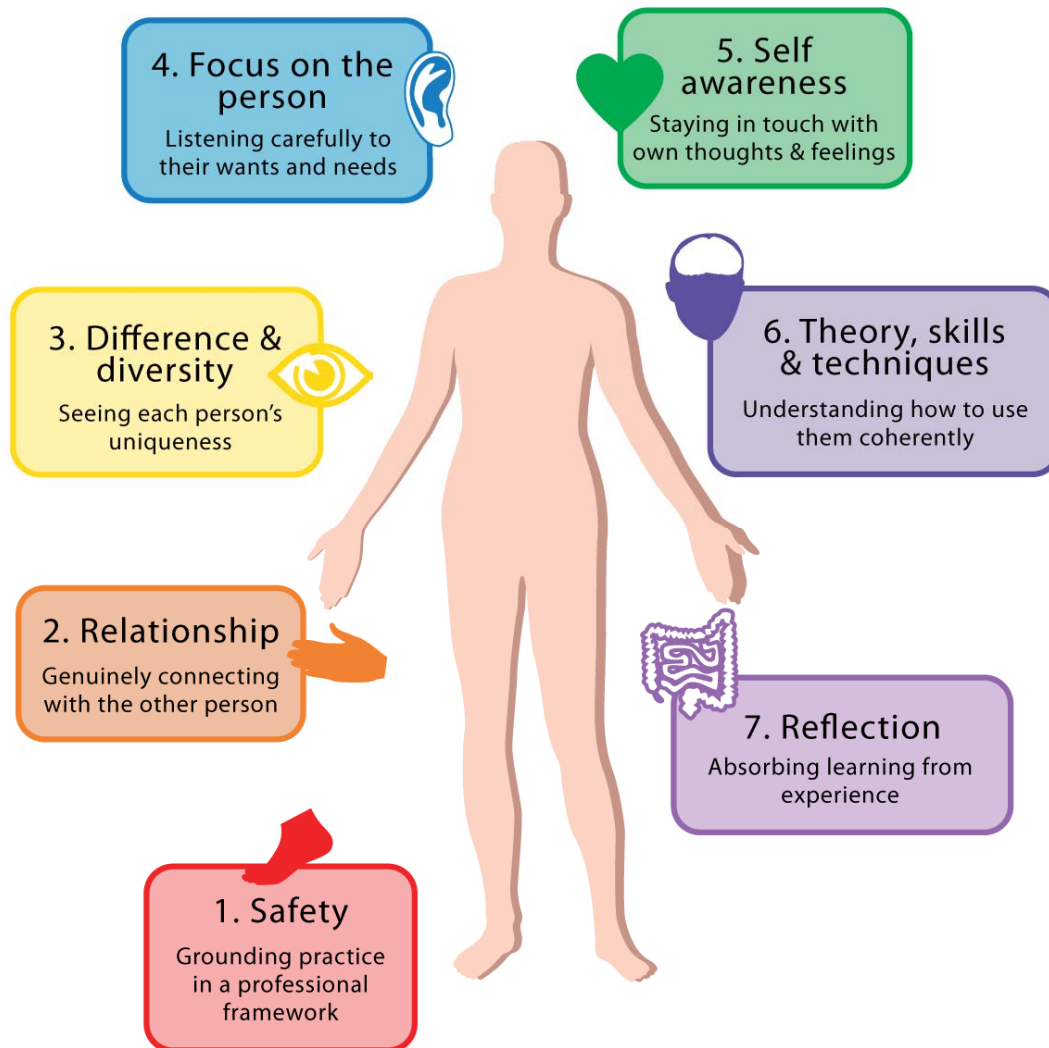 4. Focus on the
person
Listening carefully to
their wants and needs
5. Self
awareness
Staying in touch with
own thoughts & feelings
3. Difference &
diversity
Seeing each person’s
uniqueness
6. Theory, skills
& techniques
Understanding how to use
them coherently
2. Relationship
Genuinely connecting
with the other person
7. Reflection
Absorbing learning from
experience
1. Safety
Grounding practice
in a professional
framework